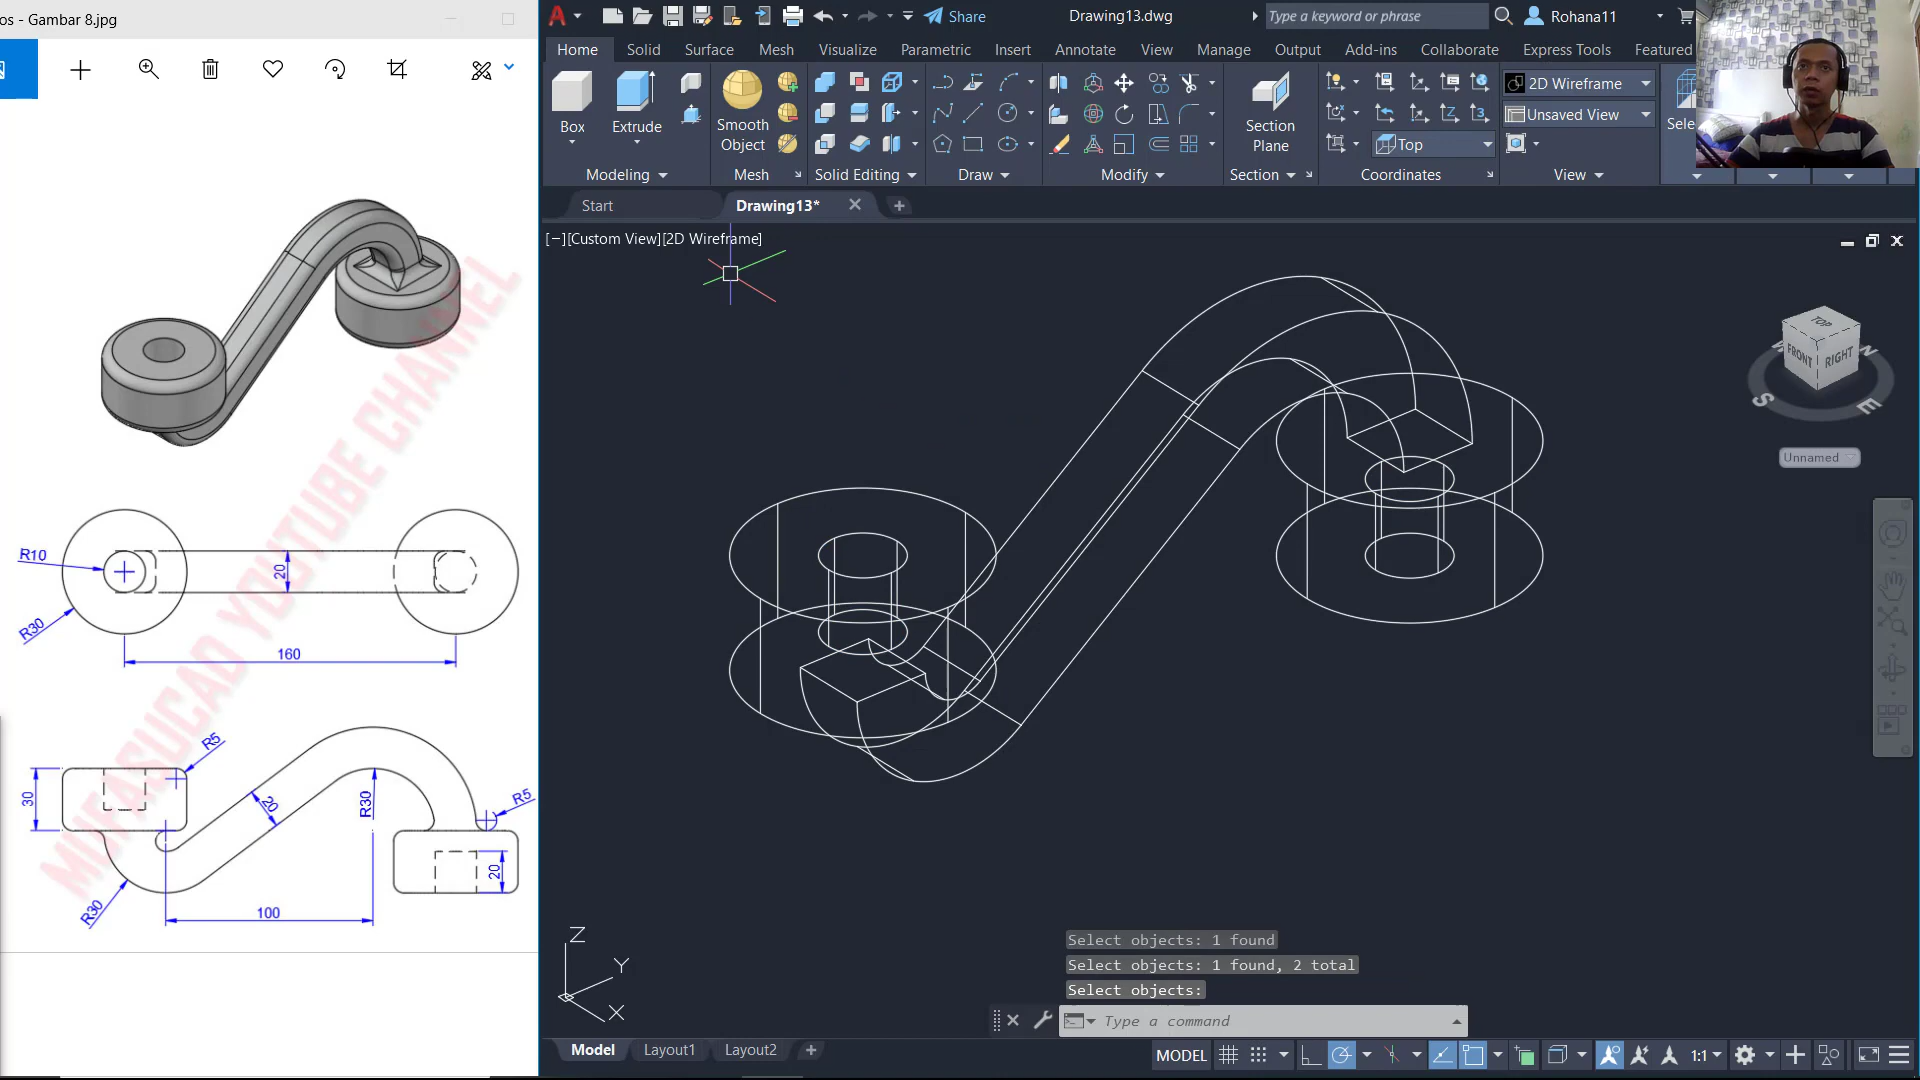 os - Gambar 8.jpg
Share
Drawing13.dwg
Type a keyword or phrase
Rohana11
Home
Solid
Surface
Mesh
Visualize
Parametric
Insert
Annotate
View
Manage
Output
Add-ins
Collaborate
Express Tools
Featured
Box
Extrude
Smooth Object
Section Plane
2D Wireframe
Unsaved View
Top
Sele
Modeling
Mesh
Solid Editing
Draw
Modify
Section
Coordinates
View
Start
Drawing13*
[−][Custom View][2D Wireframe]
TOP
FRONT
RIGHT
S
E
Unnamed
MUFASUCAD YOUTUBE CHANNEL
R10
20
R30
160
R5
30
20
R30
R5
20
R30
100
Z
Y
X
Select objects: 1 found
Select objects: 1 found, 2 total
Select objects:
Type a command
Model
Layout1
Layout2
MODEL
1:1